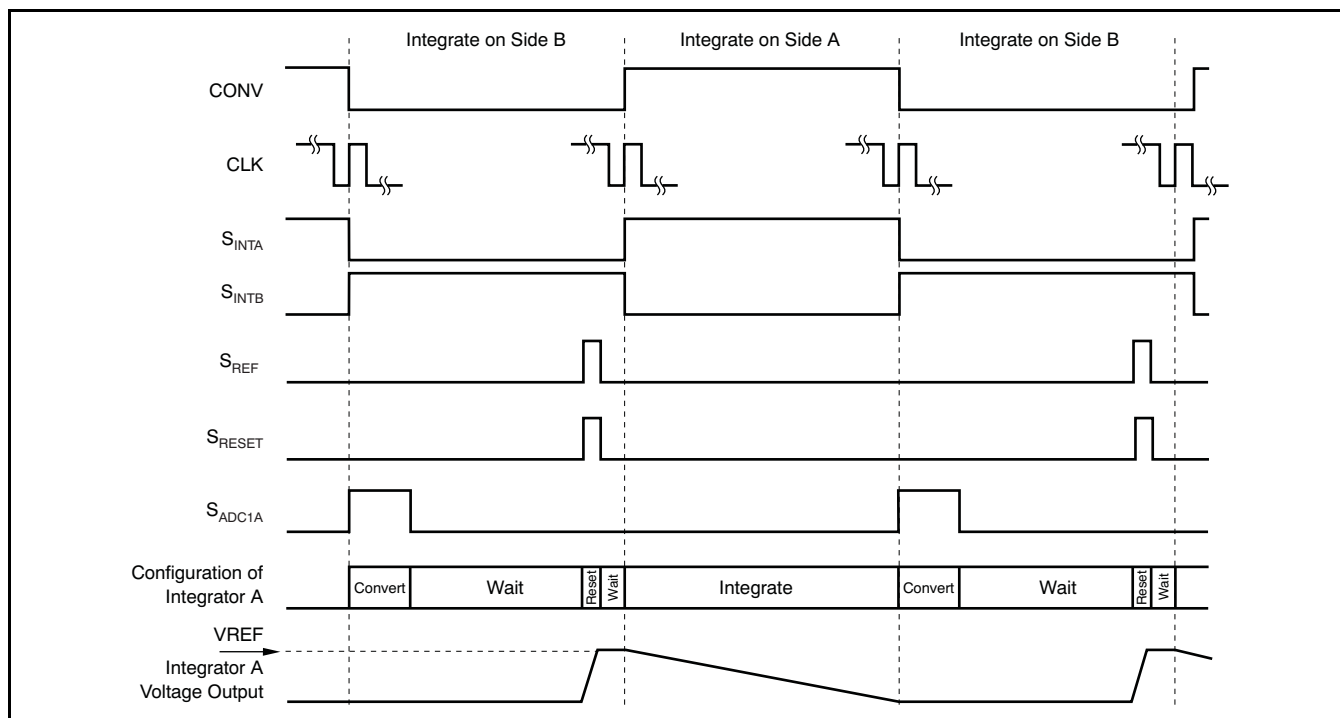 Integrate on Side B
Integrate on Side A
Integrate on Side B
CONV
CLK
SINTA
SINTB
SREF
SRESET
SADC1A
Configuration of
Integrator A
Convert
Wait
Reset
Wait
Integrate
Convert
Wait
Reset
Wait
VREF
Integrator A
Voltage Output